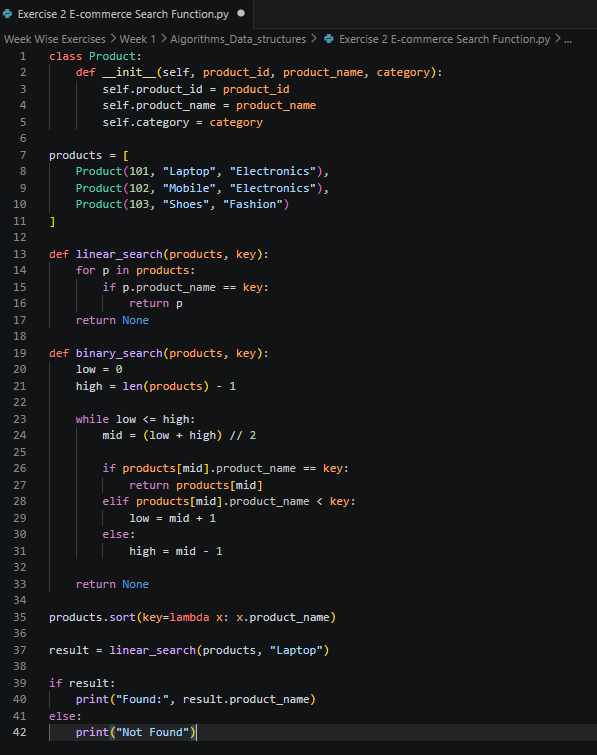 Exercise 2 E-commerce Search Function.py ●
Week Wise Exercises > Week 1 > Algorithms_Data_structures > Exercise 2 E-commerce Search Function.py > ...
1 class Product:
2     def __init__(self, product_id, product_name, category):
3         self.product_id = product_id
4         self.product_name = product_name
5         self.category = category
6
7 products = [
8     Product(101, "Laptop", "Electronics"),
9     Product(102, "Mobile", "Electronics"),
10     Product(103, "Shoes", "Fashion")
11 ]
12
13 def linear_search(products, key):
14     for p in products:
15         if p.product_name == key:
16             return p
17     return None
18
19 def binary_search(products, key):
20     low = 0
21     high = len(products) - 1
22
23     while low <= high:
24         mid = (low + high) // 2
25
26         if products[mid].product_name == key:
27             return products[mid]
28         elif products[mid].product_name < key:
29             low = mid + 1
30         else:
31             high = mid - 1
32
33     return None
34
35 products.sort(key=lambda x: x.product_name)
36
37 result = linear_search(products, "Laptop")
38
39 if result:
40     print("Found:", result.product_name)
41 else:
42     print("Not Found")